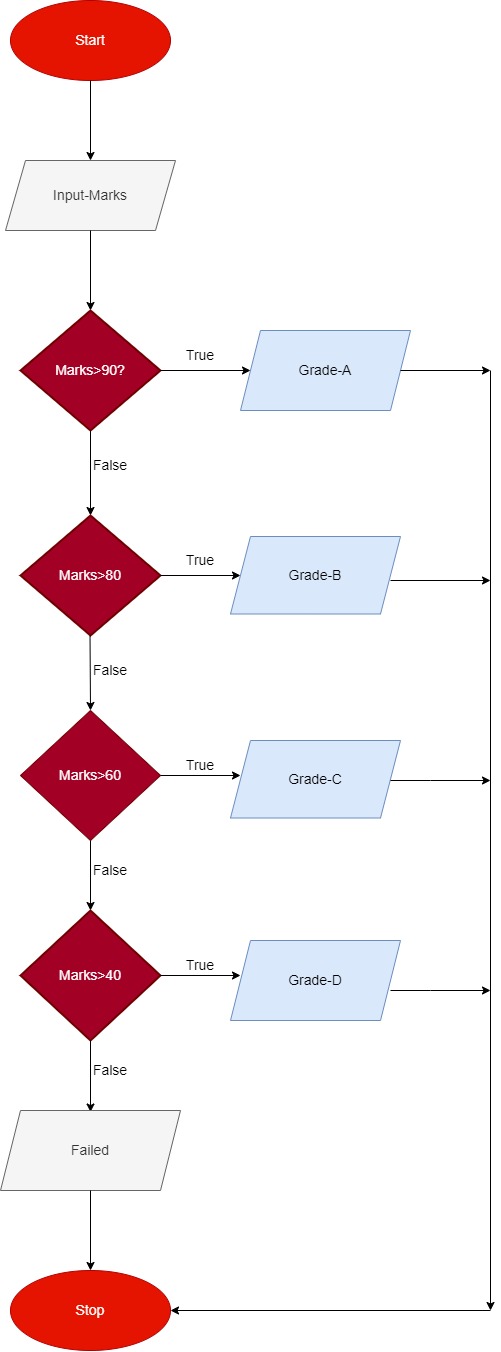 Start
Input-Marks
Marks>90?
True
Grade-A
False
Marks>80
True
Grade-B
False
Marks>60
True
Grade-C
False
Marks>40
True
Grade-D
False
Failed
Stop